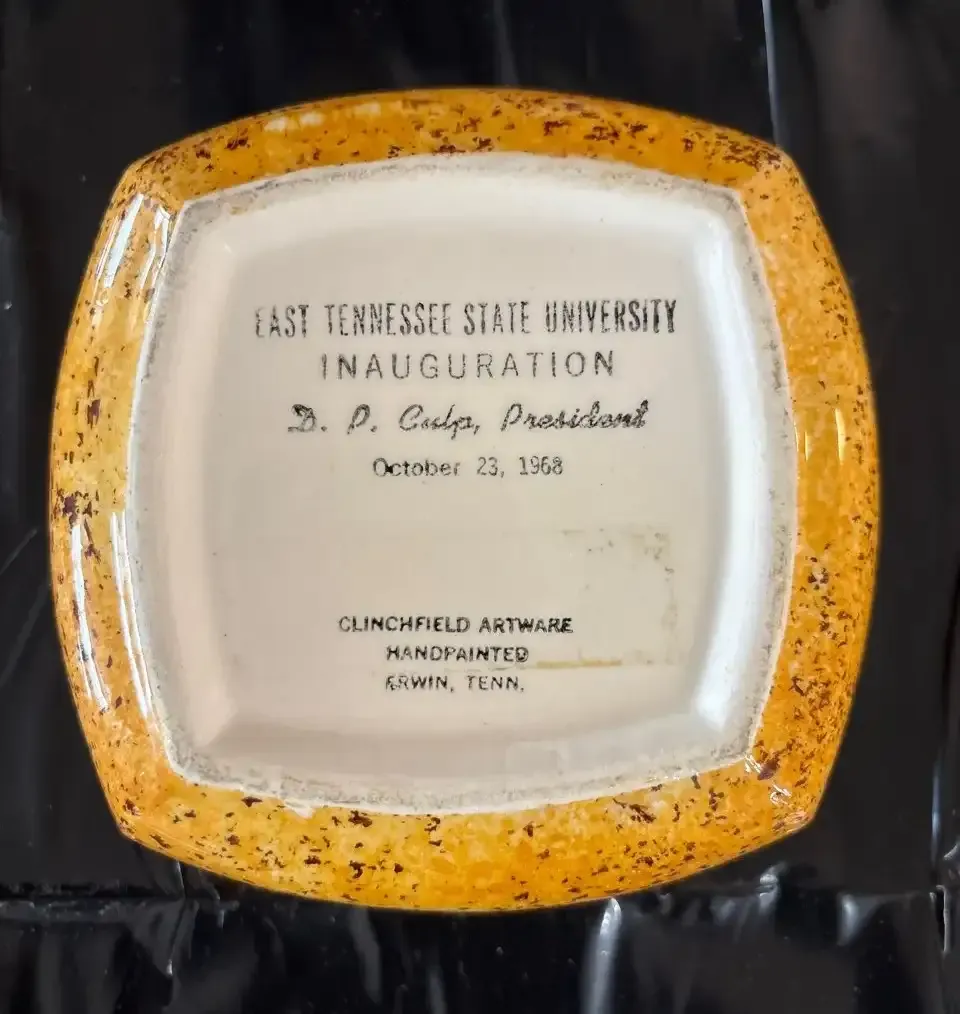 EAST TENNESSEE STATE UNIVERSITY
INAUGURATION
D. P. Culp, President
October 23, 1968
CLINCHFIELD ARTWARE
HANDPAINTED
ERWIN, TENN.